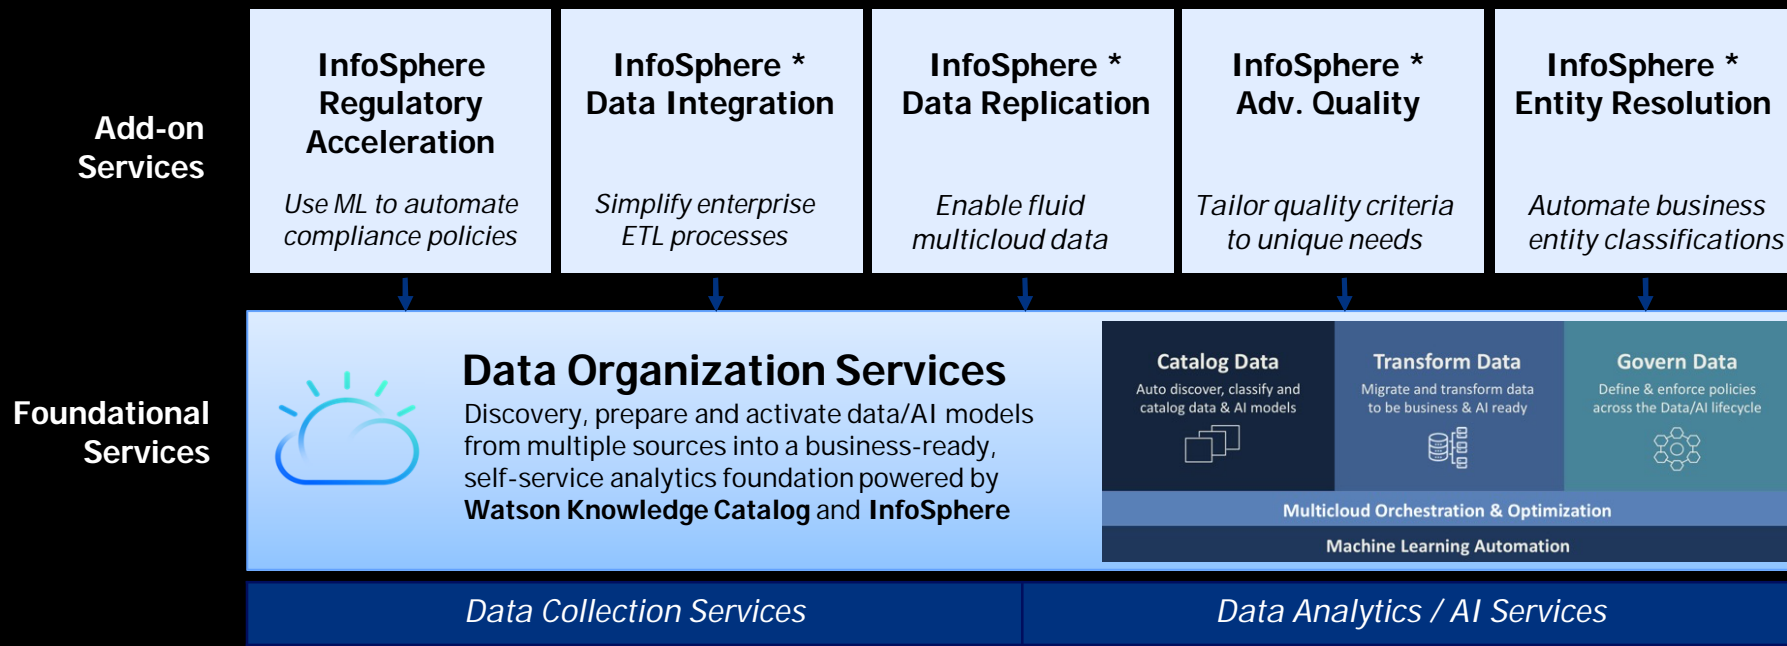 Add-on
Services
InfoSphere
Regulatory
Acceleration
Use ML to automate
compliance policies
InfoSphere *
Data Integration
Simplify enterprise
ETL processes
InfoSphere *
Data Replication
Enable fluid
multicloud data
InfoSphere *
Adv. Quality
Tailor quality criteria
to unique needs
InfoSphere *
Entity Resolution
Automate business
entity classifications
Foundational
Services
Data Organization Services
Discovery, prepare and activate data/AI models
from multiple sources into a business-ready,
self-service analytics foundation powered by
Watson Knowledge Catalog and InfoSphere
Catalog Data
Auto discover, classify and
catalog data & AI models
Transform Data
Migrate and transform data
to be business & AI ready
Govern Data
Define & enforce policies
across the Data/AI lifecycle
Multicloud Orchestration & Optimization
Machine Learning Automation
Data Collection Services
Data Analytics / AI Services